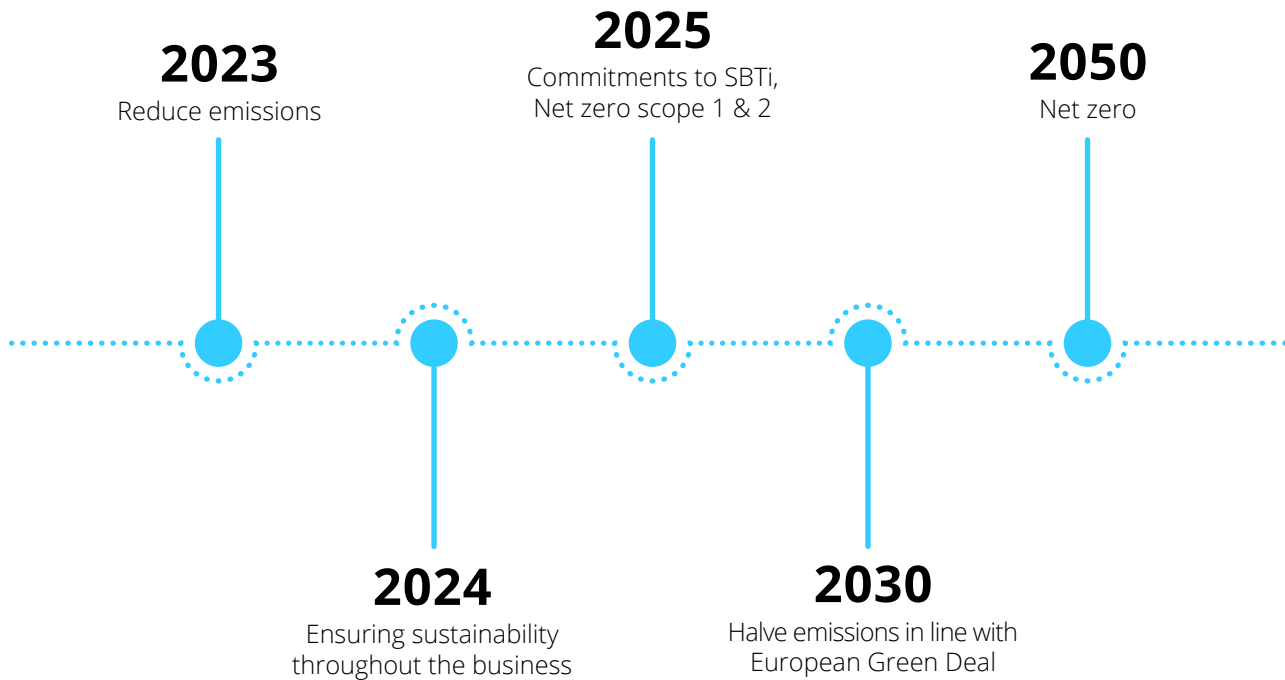 2023
Reduce emissions
2024
Ensuring sustainability
throughout the business
2025
Commitments to SBTi,
Net zero scope 1 & 2
2030
Halve emissions in line with
European Green Deal
2050
Net zero